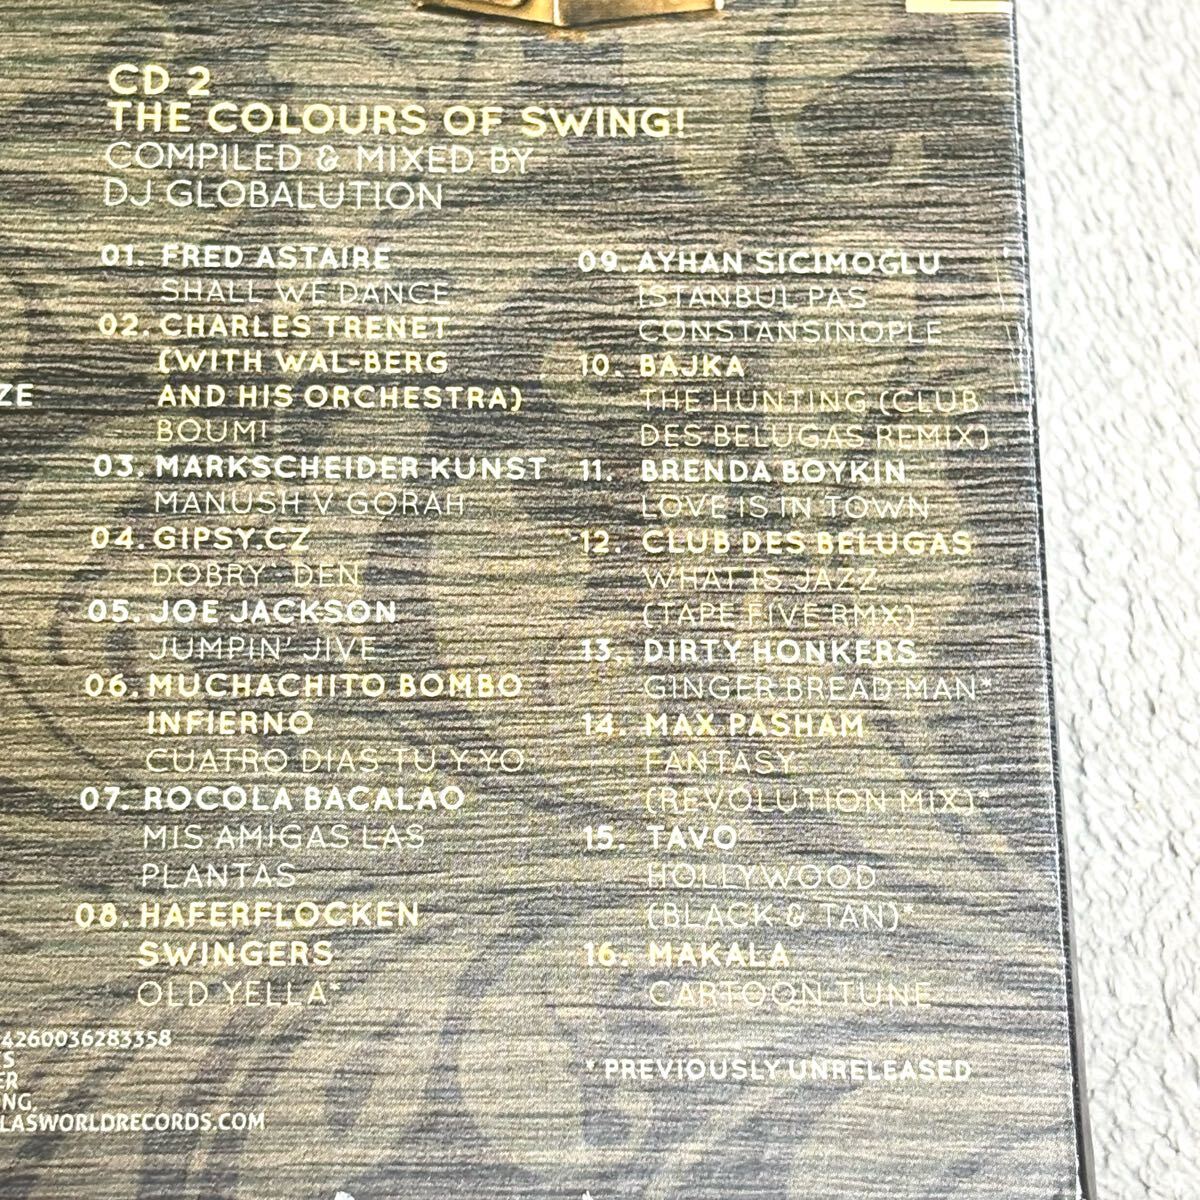 CD 2
THE COLOURS OF SWING!
COMPILED & MIXED BY
DJ GLOBALUTION
01. FRED ASTAIRE
SHALL WE DANCE
02. CHARLES TRENET
(WITH WAL-BERG
AND HIS ORCHESTRA)
BOUM!
03. MARKSCHEIDER KUNST
MANUSH V GORAH
04. GIPSY.CZ
DOBRY DEN
05. JOE JACKSON
JUMPIN' JIVE
06. MUCHACHITO BOMBO
INFIERNO
CUATRO DIAS TU Y YO
07. ROCOLA BACALAO
MIS AMIGAS LAS
PLANTAS
08. HAFERFLOCKEN
SWINGERS
OLD YELLA*
09. AYHAN SICIMOGLU
ISTANBUL PAS
CONSTANSINOPLE
10. BAJKA
THE HUNTING (CLUB
DES BELUGAS REMIX)
11. BRENDA BOYKIN
LOVE IS IN TOWN
12. CLUB DES BELUGAS
WHAT IS JAZZ
(TAPE FIVE RMX)
13. DIRTY HONKERS
GINGER BREAD MAN*
14. MAX PASHAM
FANTASY
(REVOLUTION MIX)*
15. TAVO
HOLLYWOOD
(BLACK & TAN)*
16. MAKALA
CARTOON TUNE
* PREVIOUSLY UNRELEASED
ZE
4260036283358
ER
NG,
LASWORLDRECORDS.COM